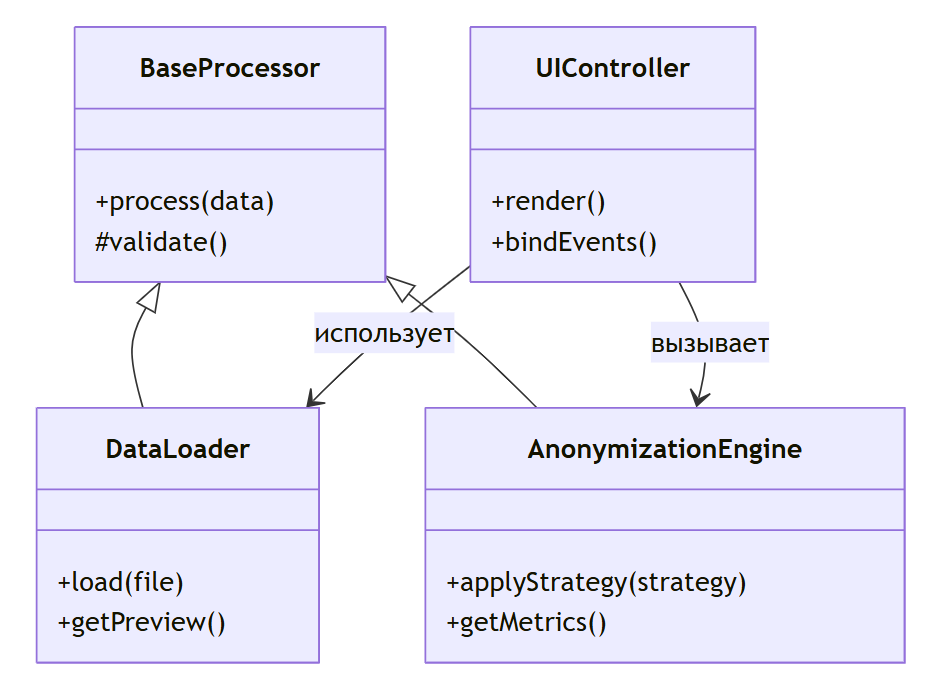 BaseProcessor
+process(data)
#validate()
UIController
+render()
+bindEvents()
использует
вызывает
DataLoader
+load(file)
+getPreview()
AnonymizationEngine
+applyStrategy(strategy)
+getMetrics()